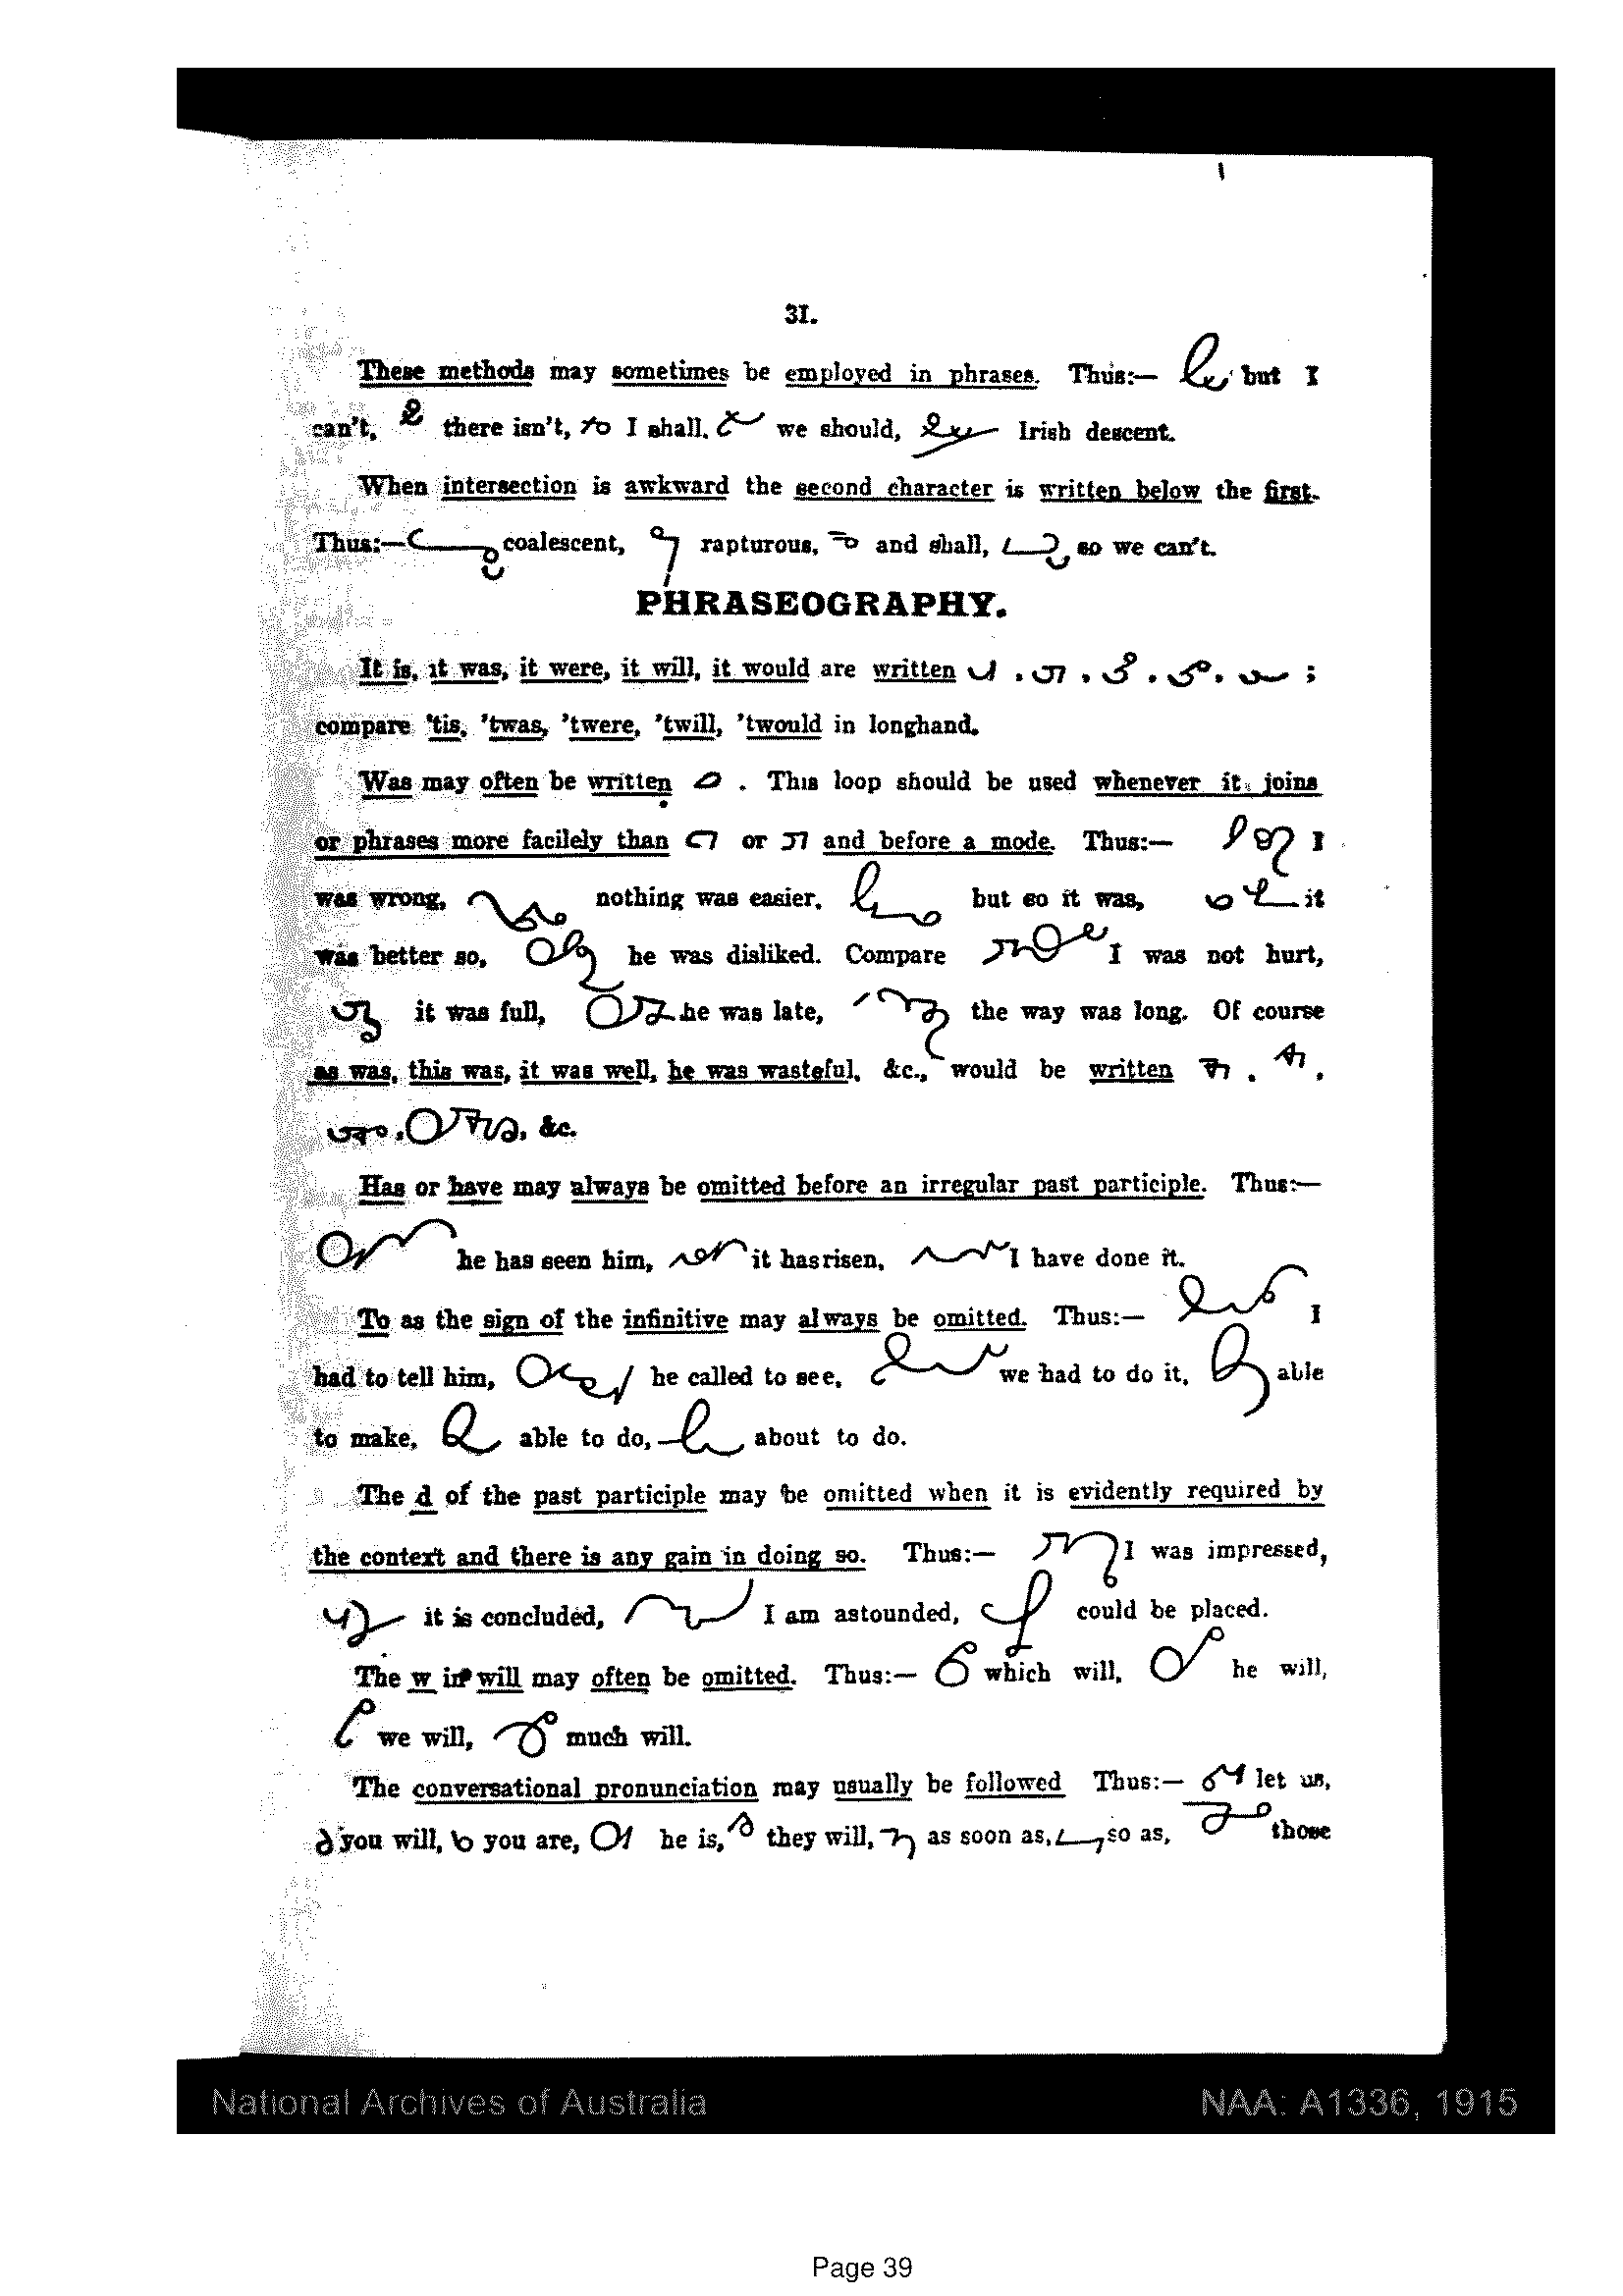 31.
These methods may sometimes be employed in phrases. Thus:— but I
can't, there isn't, I shall. we should, Irish descent.
When intersection is awkward the second character is written below the first.
Thus:— coalescent, rapturous, and shall, so we can't.
PHRASEOGRAPHY.
It is, it was, it were, it will, it would are written , . , . . . ;
compare 'tis, 'twas, 'twere, 'twill, 'twould in longhand.
Was may often be written . This loop should be used whenever it joins
or phrases more facilely than or and before a mode. Thus:— I
was wrong, nothing was easier, but so it was, it
was better so, he was disliked. Compare I was not hurt,
it was full, he was late, the way was long. Of course
as was, this was, it was well, he was wasteful, &c., would be written . .
, , &c.
Has or have may always be omitted before an irregular past participle. Thus:—
he has seen him, it has risen, I have done it.
To as the sign of the infinitive may always be omitted. Thus:— I
had to tell him, he called to see, we had to do it, able
to make, able to do, about to do.
The d of the past participle may be omitted when it is evidently required by
the context and there is any gain in doing so. Thus:— I was impressed,
it is concluded, I am astounded, could be placed.
The w in will may often be omitted. Thus:— which will, he will,
we will, much will.
The conversational pronunciation may usually be followed Thus:— let us,
you will, you are, he is, they will, as soon as, so as, those
National Archives of Australia NAA: A1336, 1915
Page 39